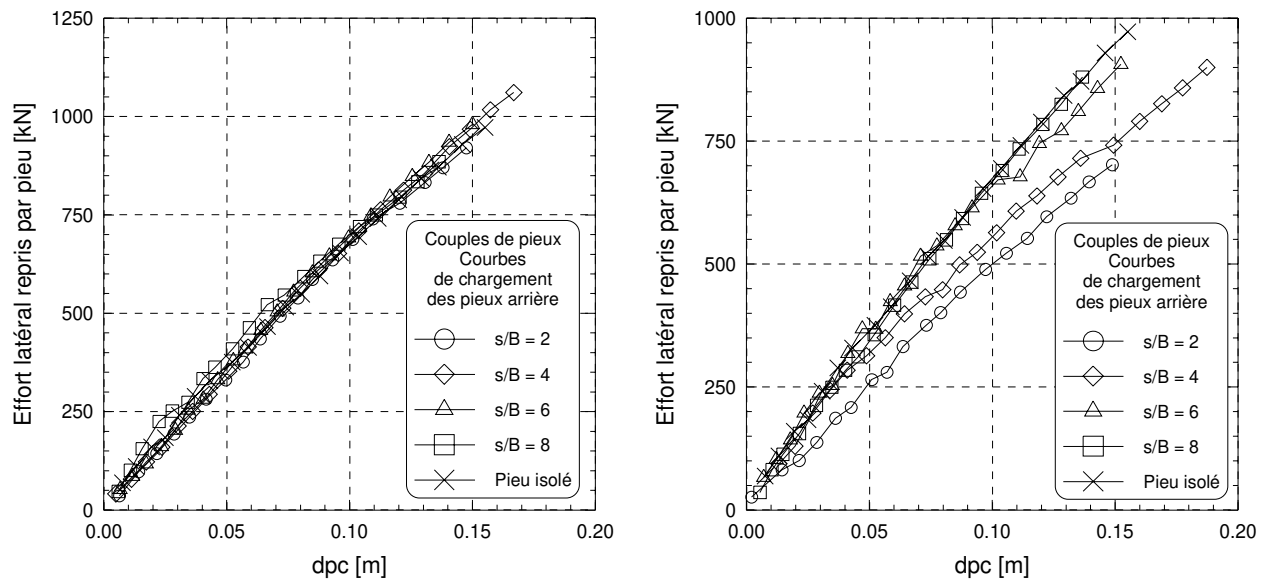 Effort latéral repris par pieu [kN]
1250
1000
750
500
250
0
0.00 0.05 0.10 0.15 0.20
dpc [m]
Couples de pieux
Courbes
de chargement
des pieux arrière
s/B = 2
s/B = 4
s/B = 6
s/B = 8
Pieu isolé
Effort latéral repris par pieu [kN]
1000
750
500
250
0
0.00 0.05 0.10 0.15 0.20
dpc [m]
Couples de pieux
Courbes
de chargement
des pieux arrière
s/B = 2
s/B = 4
s/B = 6
s/B = 8
Pieu isolé